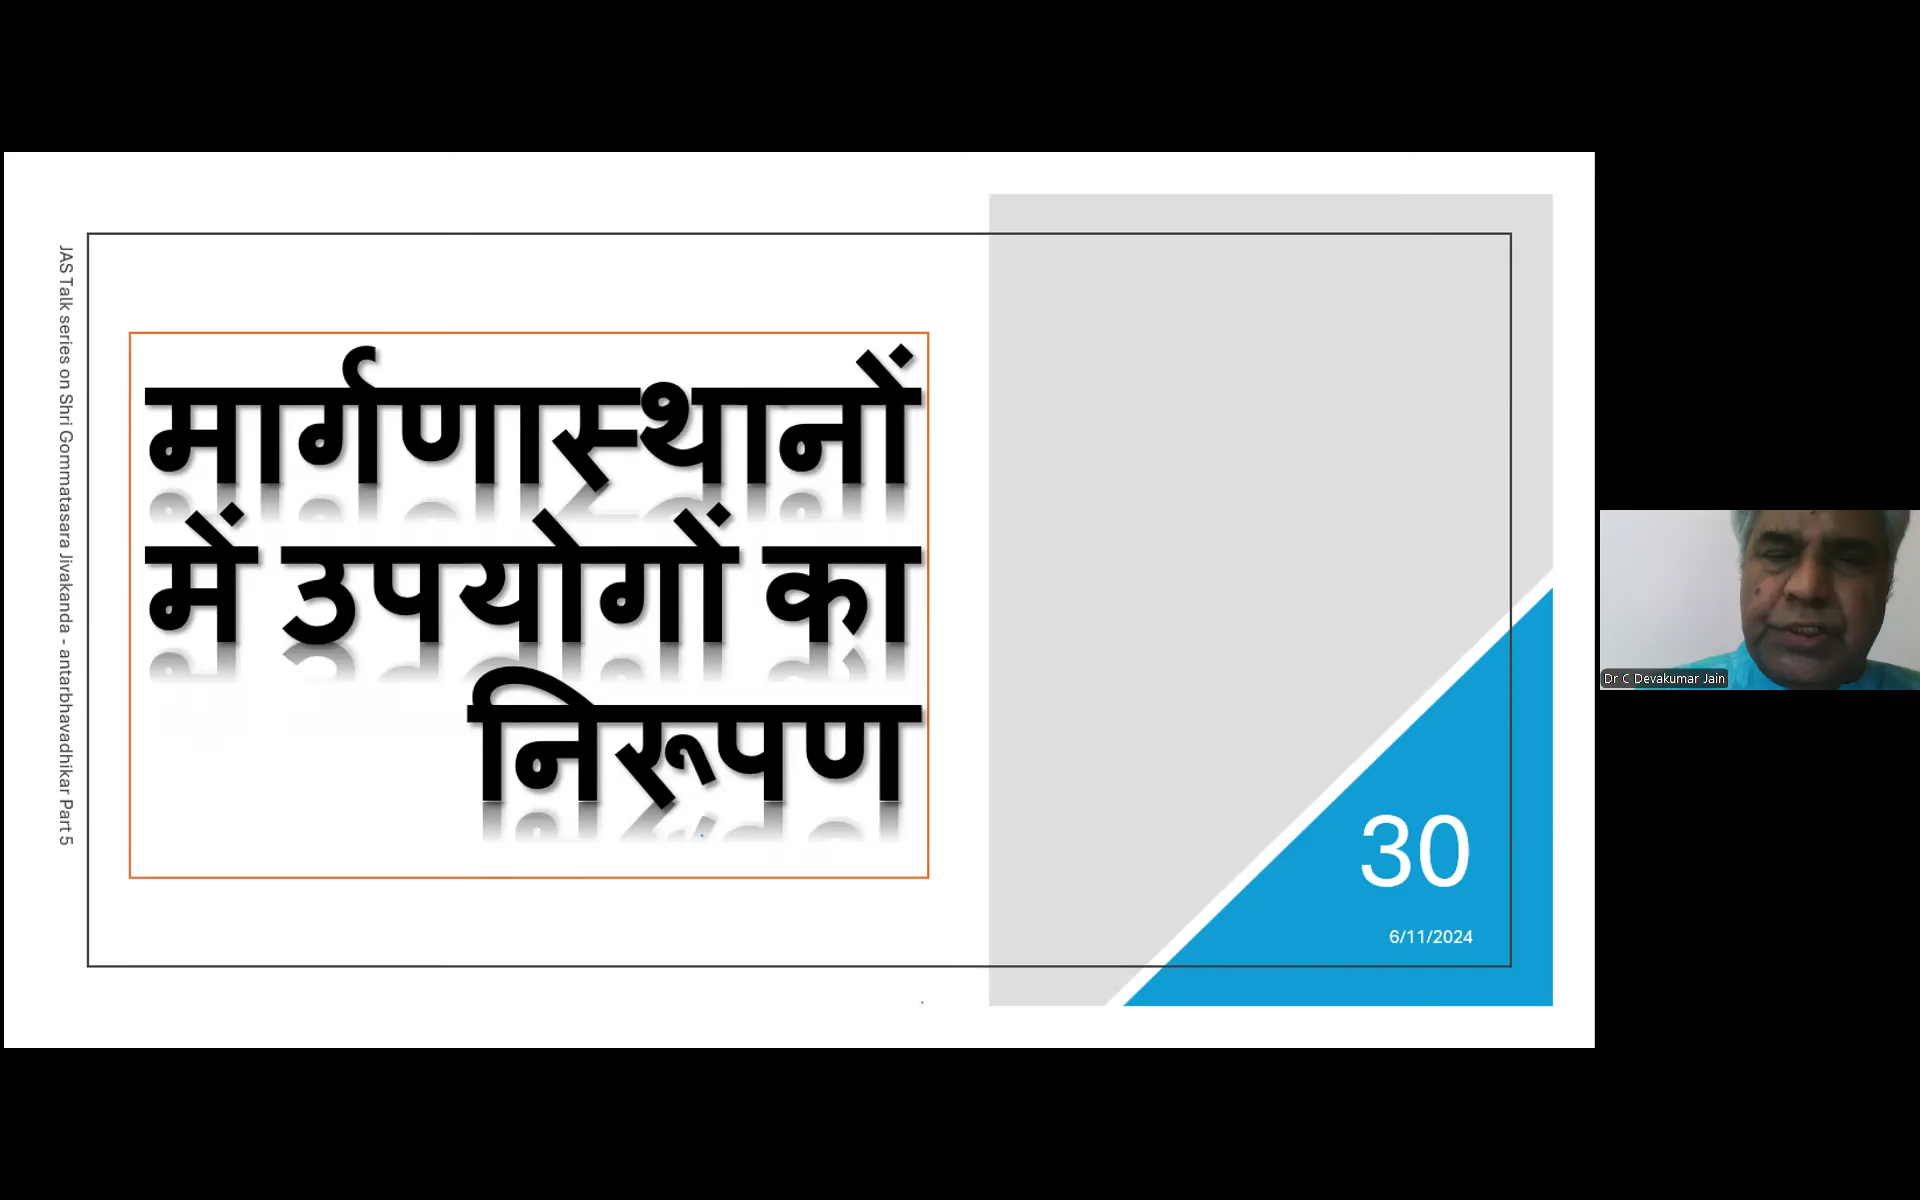 JAS Talk series on Shri Gommatasara Jivakanda - antarbhavadhikar Part 5
मार्गणास्थानों
में उपयोगों का
निरूपण
30
6/11/2024
Dr C Devakumar Jain